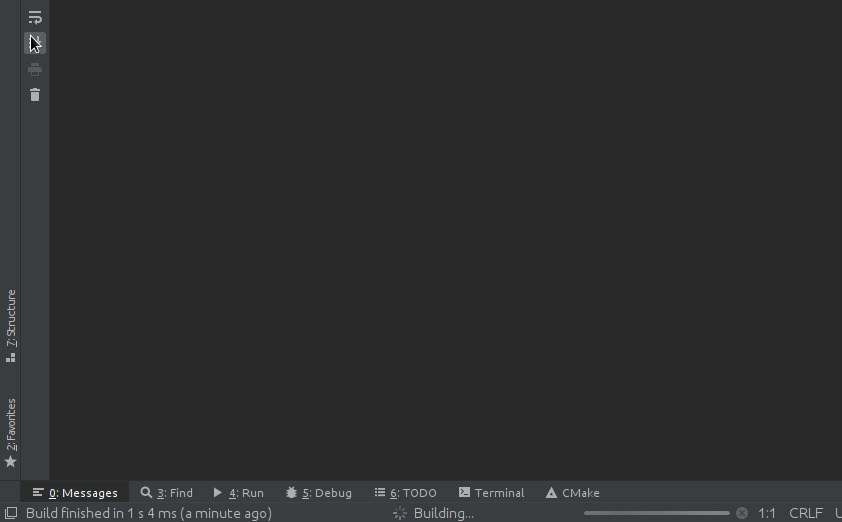 7: Structure
2: Favorites
0: Messages 3: Find 4: Run 5: Debug 6: TODO Terminal CMake
Build finished in 1 s 4 ms (a minute ago) Building... 1:1 CRLF